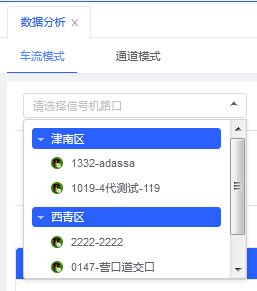 数据分析
车流模式 通道模式
请选择信号机路口
津南区
1332-adassa
1019-4代测试-119
西青区
2222-2222
0147-营口道交口